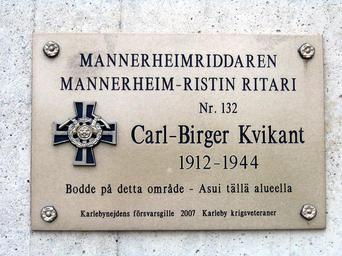 MANNERHEIMRIDDAREN
MANNERHEIM-RISTIN RITARI
Nr. 132
Carl-Birger Kvikant
1912-1944
Bodde på detta område - Asui tällä alueella
Karlebynejdens försvarsgille 2007 Karleby krigsveteraner